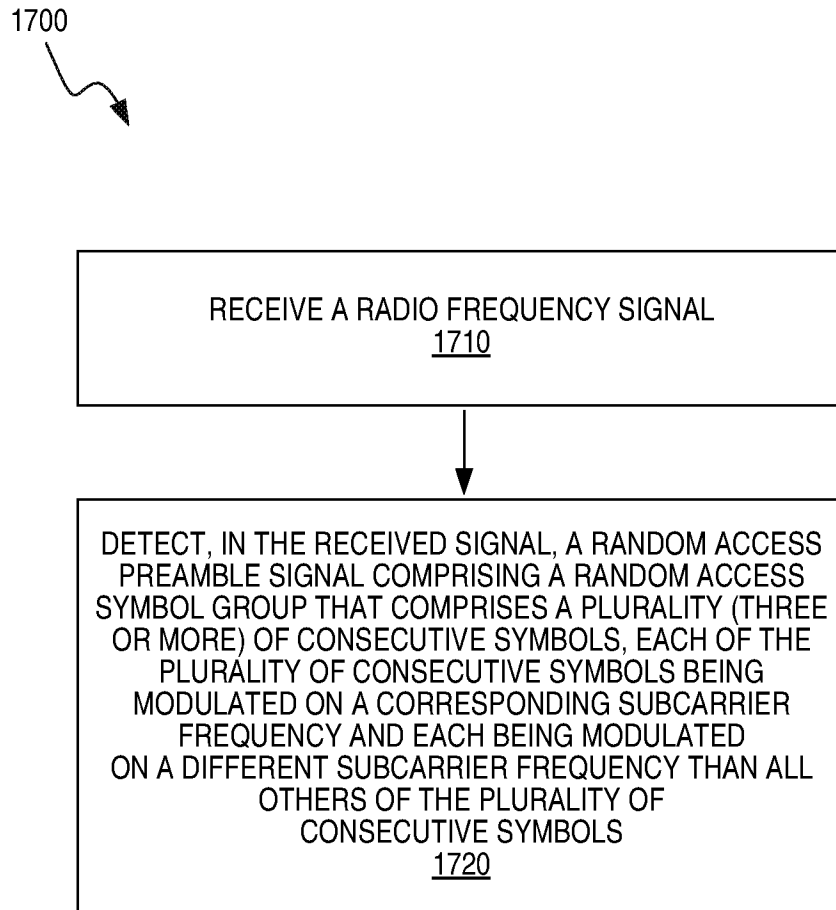 1700
RECEIVE A RADIO FREQUENCY SIGNAL
1710
DETECT, IN THE RECEIVED SIGNAL, A RANDOM ACCESS
PREAMBLE SIGNAL COMPRISING A RANDOM ACCESS
SYMBOL GROUP THAT COMPRISES A PLURALITY (THREE
OR MORE) OF CONSECUTIVE SYMBOLS, EACH OF THE
PLURALITY OF CONSECUTIVE SYMBOLS BEING
MODULATED ON A CORRESPONDING SUBCARRIER
FREQUENCY AND EACH BEING MODULATED
ON A DIFFERENT SUBCARRIER FREQUENCY THAN ALL
OTHERS OF THE PLURALITY OF
CONSECUTIVE SYMBOLS
1720